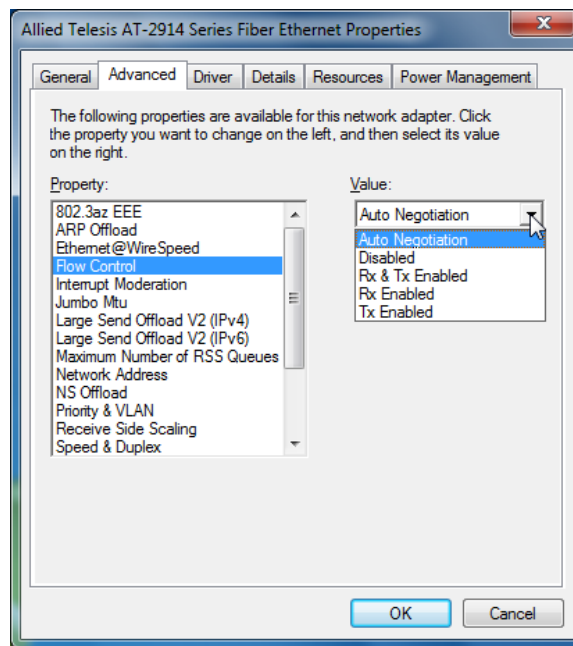 Allied Telesis AT-2914 Series Fiber Ethernet Properties
General Advanced Driver Details Resources Power Management
The following properties are available for this network adapter. Click
the property you want to change on the left, and then select its value
on the right.
Property:
802.3az EEE
ARP Offload
Ethernet@WireSpeed
Flow Control
Interrupt Moderation
Jumbo Mtu
Large Send Offload V2 (IPv4)
Large Send Offload V2 (IPv6)
Maximum Number of RSS Queues
Network Address
NS Offload
Priority & VLAN
Receive Side Scaling
Speed & Duplex
Value:
Auto Negotiation
Auto Negotiation
Disabled
Rx & Tx Enabled
Rx Enabled
Tx Enabled
OK Cancel